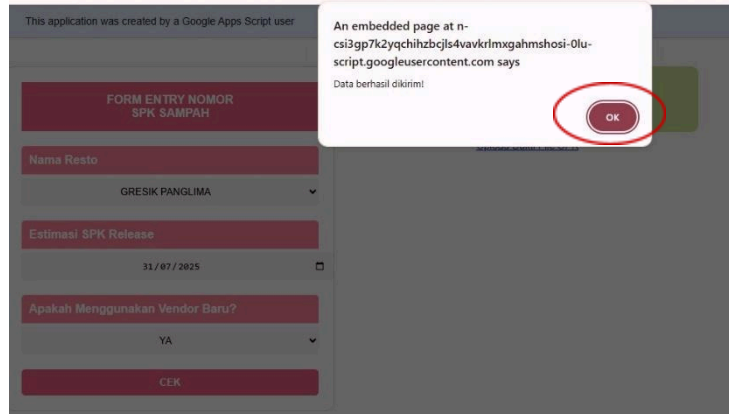 This application was created by a Google Apps Script user
An embedded page at n-
csi3gp7k2yqchihzbcjls4vavkrlmxgahmshosi-0lu-
script.googleusercontent.com says
Data berhasil dikirim!
OK
FORM ENTRY NOMOR
SPK SAMPAH
Nama Resto
GRESIK PANGLIMA
Estimasi SPK Release
31/07/2025
Apakah Menggunakan Vendor Baru?
YA
CEK